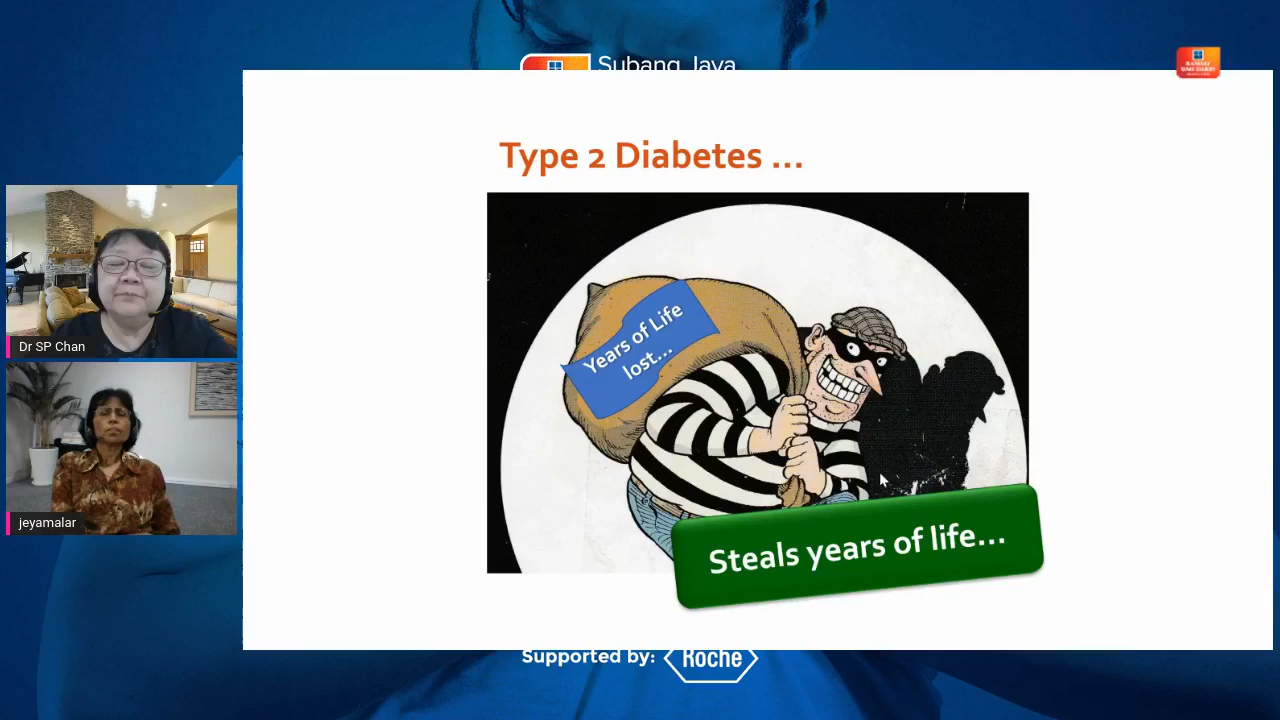 Subang Jaya
Type 2 Diabetes ...
Years of Life
lost...
Steals years of life...
Dr SP Chan
jeyamalar
Supported by:
Roche